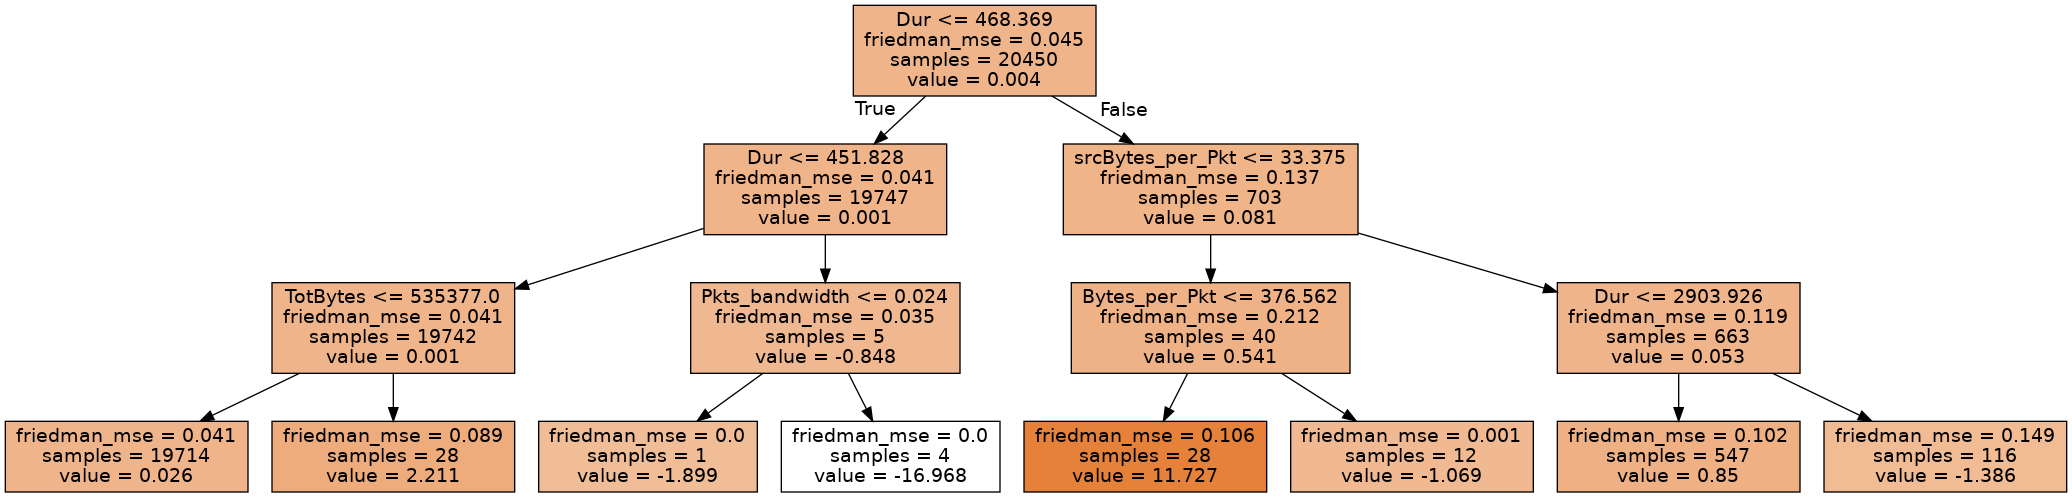 Dur <= 468.369
friedman_mse = 0.045
samples = 20450
value = 0.004
True
False
Dur <= 451.828
friedman_mse = 0.041
samples = 19747
value = 0.001
srcBytes_per_Pkt <= 33.375
friedman_mse = 0.137
samples = 703
value = 0.081
TotBytes <= 535377.0
friedman_mse = 0.041
samples = 19742
value = 0.001
Pkts_bandwidth <= 0.024
friedman_mse = 0.035
samples = 5
value = -0.848
Bytes_per_Pkt <= 376.562
friedman_mse = 0.212
samples = 40
value = 0.541
Dur <= 2903.926
friedman_mse = 0.119
samples = 663
value = 0.053
friedman_mse = 0.041
samples = 19714
value = 0.026
friedman_mse = 0.089
samples = 28
value = 2.211
friedman_mse = 0.0
samples = 1
value = -1.899
friedman_mse = 0.0
samples = 4
value = -16.968
friedman_mse = 0.106
samples = 28
value = 11.727
friedman_mse = 0.001
samples = 12
value = -1.069
friedman_mse = 0.102
samples = 547
value = 0.85
friedman_mse = 0.149
samples = 116
value = -1.386